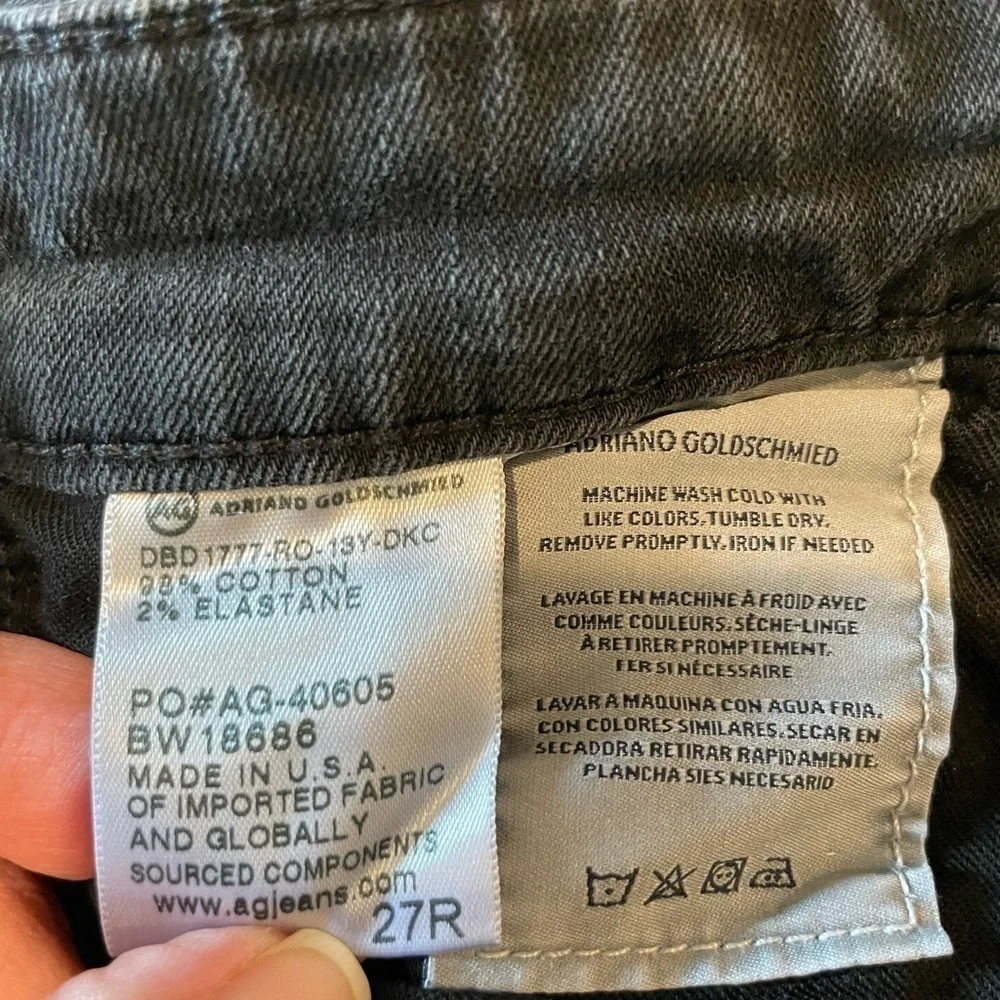 AG ADRIANO GOLDSCHMIED
DBD1777-RO-13Y-DKC
98% COTTON
2% ELASTANE
PO#AG-40605
BW18686
MADE IN U.S.A.
OF IMPORTED FABRIC
AND GLOBALLY
SOURCED COMPONENTS
www.agjeans.com
27R
ADRIANO GOLDSCHMIED
MACHINE WASH COLD WITH
LIKE COLORS.TUMBLE DRY.
REMOVE PROMPTLY.IRON IF NEEDED
LAVAGE EN MACHINE À FROID AVEC
COMME COULEURS. SÈCHE-LINGE
À RETIRER PROMPTEMENT.
FER SI NÉCESSAIRE
LAVAR A MAQUINA CON AGUA FRIA.
CON COLORES SIMILARES. SECAR EN
SECADORA RETIRAR RAPIDAMENTE.
PLANCHA SIES NECESARIO